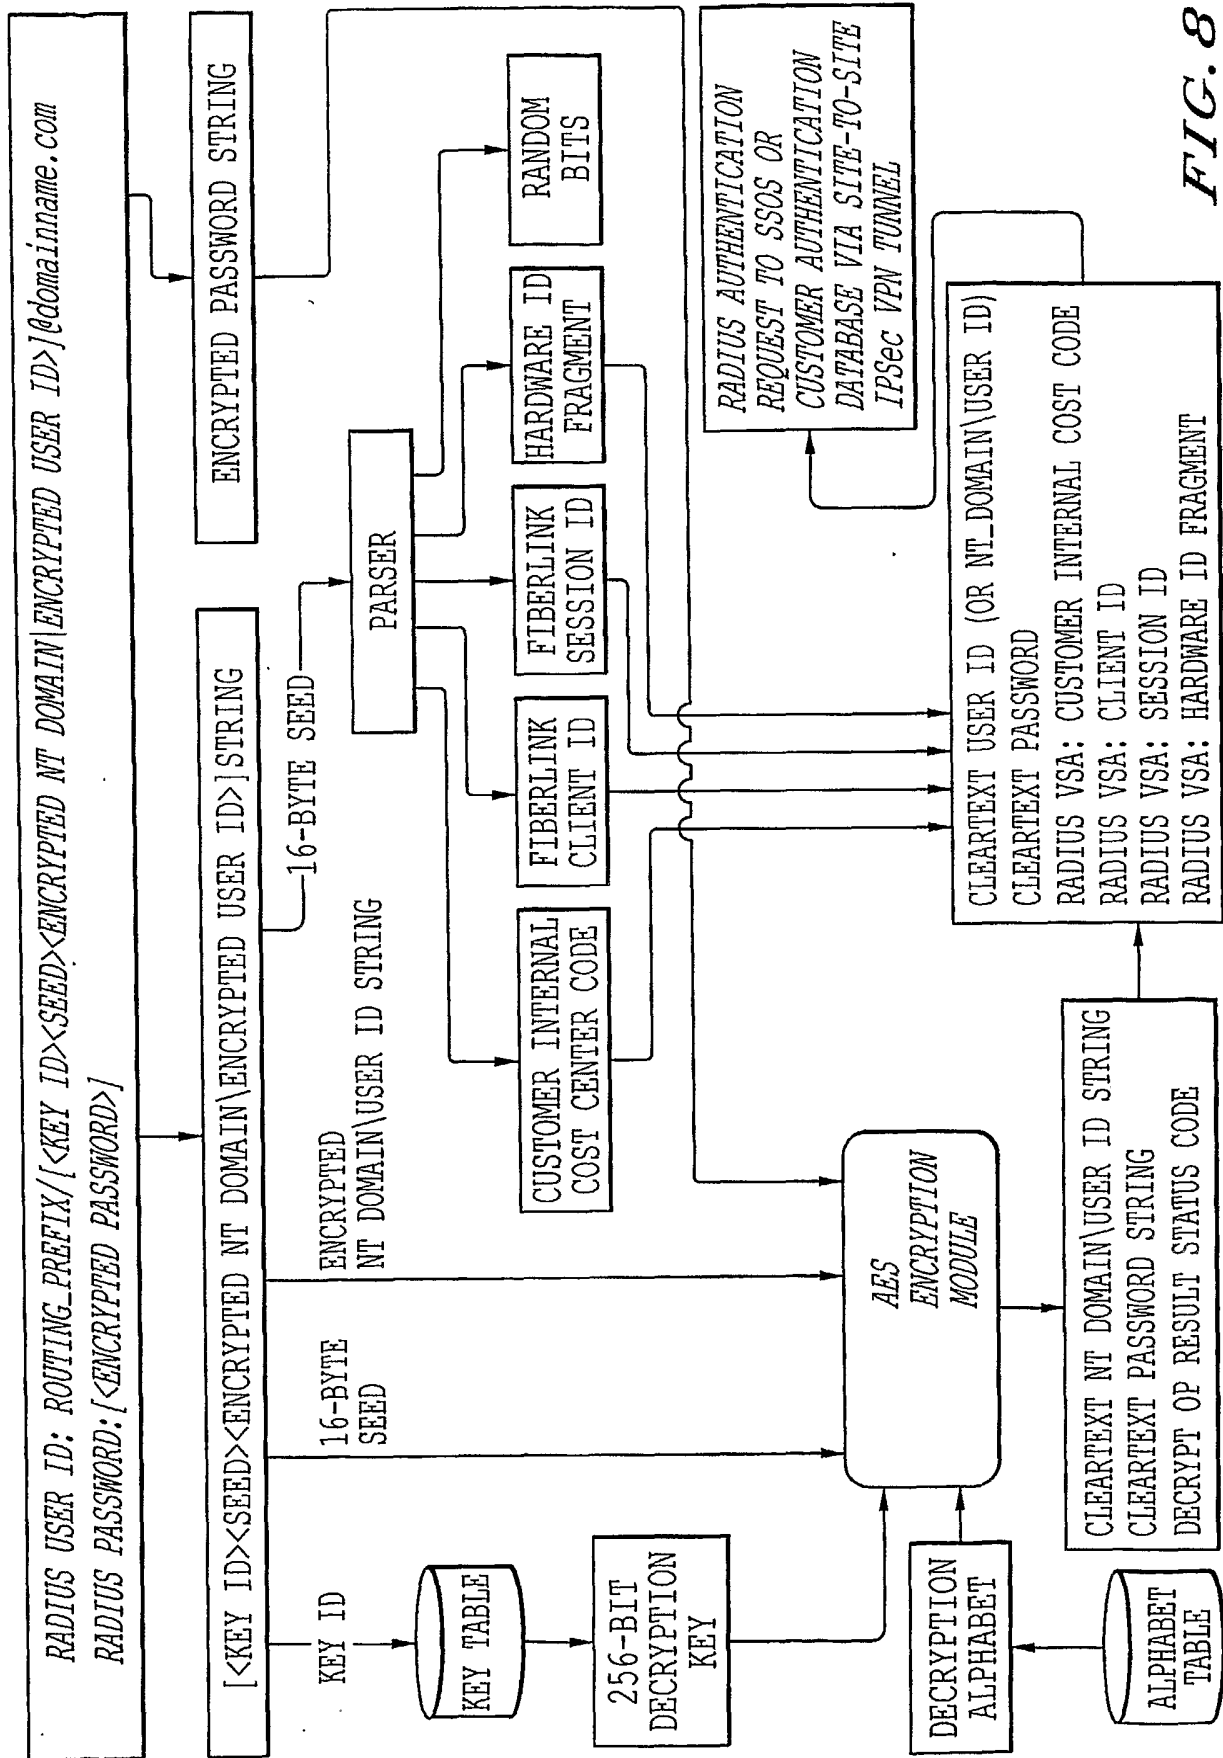 RADIUS USER ID: ROUTING_PREFIX/[<KEY ID><SEED><ENCRYPTED NT DOMAIN|ENCRYPTED USER ID>]@domainname.com
RADIUS PASSWORD:[<ENCRYPTED PASSWORD>]
[<KEY ID><SEED><ENCRYPTED NT DOMAIN\ENCRYPTED USER ID>]STRING
ENCRYPTED PASSWORD STRING
KEY ID
16-BYTE
SEED
ENCRYPTED
NT DOMAIN\USER ID STRING
16-BYTE SEED
PARSER
KEY TABLE
256-BIT
DECRYPTION
KEY
CUSTOMER INTERNAL
COST CENTER CODE
FIBERLINK
CLIENT ID
FIBERLINK
SESSION ID
HARDWARE ID
FRAGMENT
RANDOM
BITS
DECRYPTION
ALPHABET
AES
ENCRYPTION
MODULE
RADIUS AUTHENTICATION
REQUEST TO SSOS OR
CUSTOMER AUTHENTICATION
DATABASE VIA SITE-TO-SITE
IPSec VPN TUNNEL
ALPHABET
TABLE
CLEARTEXT NT DOMAIN\USER ID STRING
CLEARTEXT PASSWORD STRING
DECRYPT OP RESULT STATUS CODE
CLEARTEXT USER ID (OR NT_DOMAIN\USER ID)
CLEARTEXT PASSWORD
RADIUS VSA: CUSTOMER INTERNAL COST CODE
RADIUS VSA: CLIENT ID
RADIUS VSA: SESSION ID
RADIUS VSA: HARDWARE ID FRAGMENT
FIG. 8